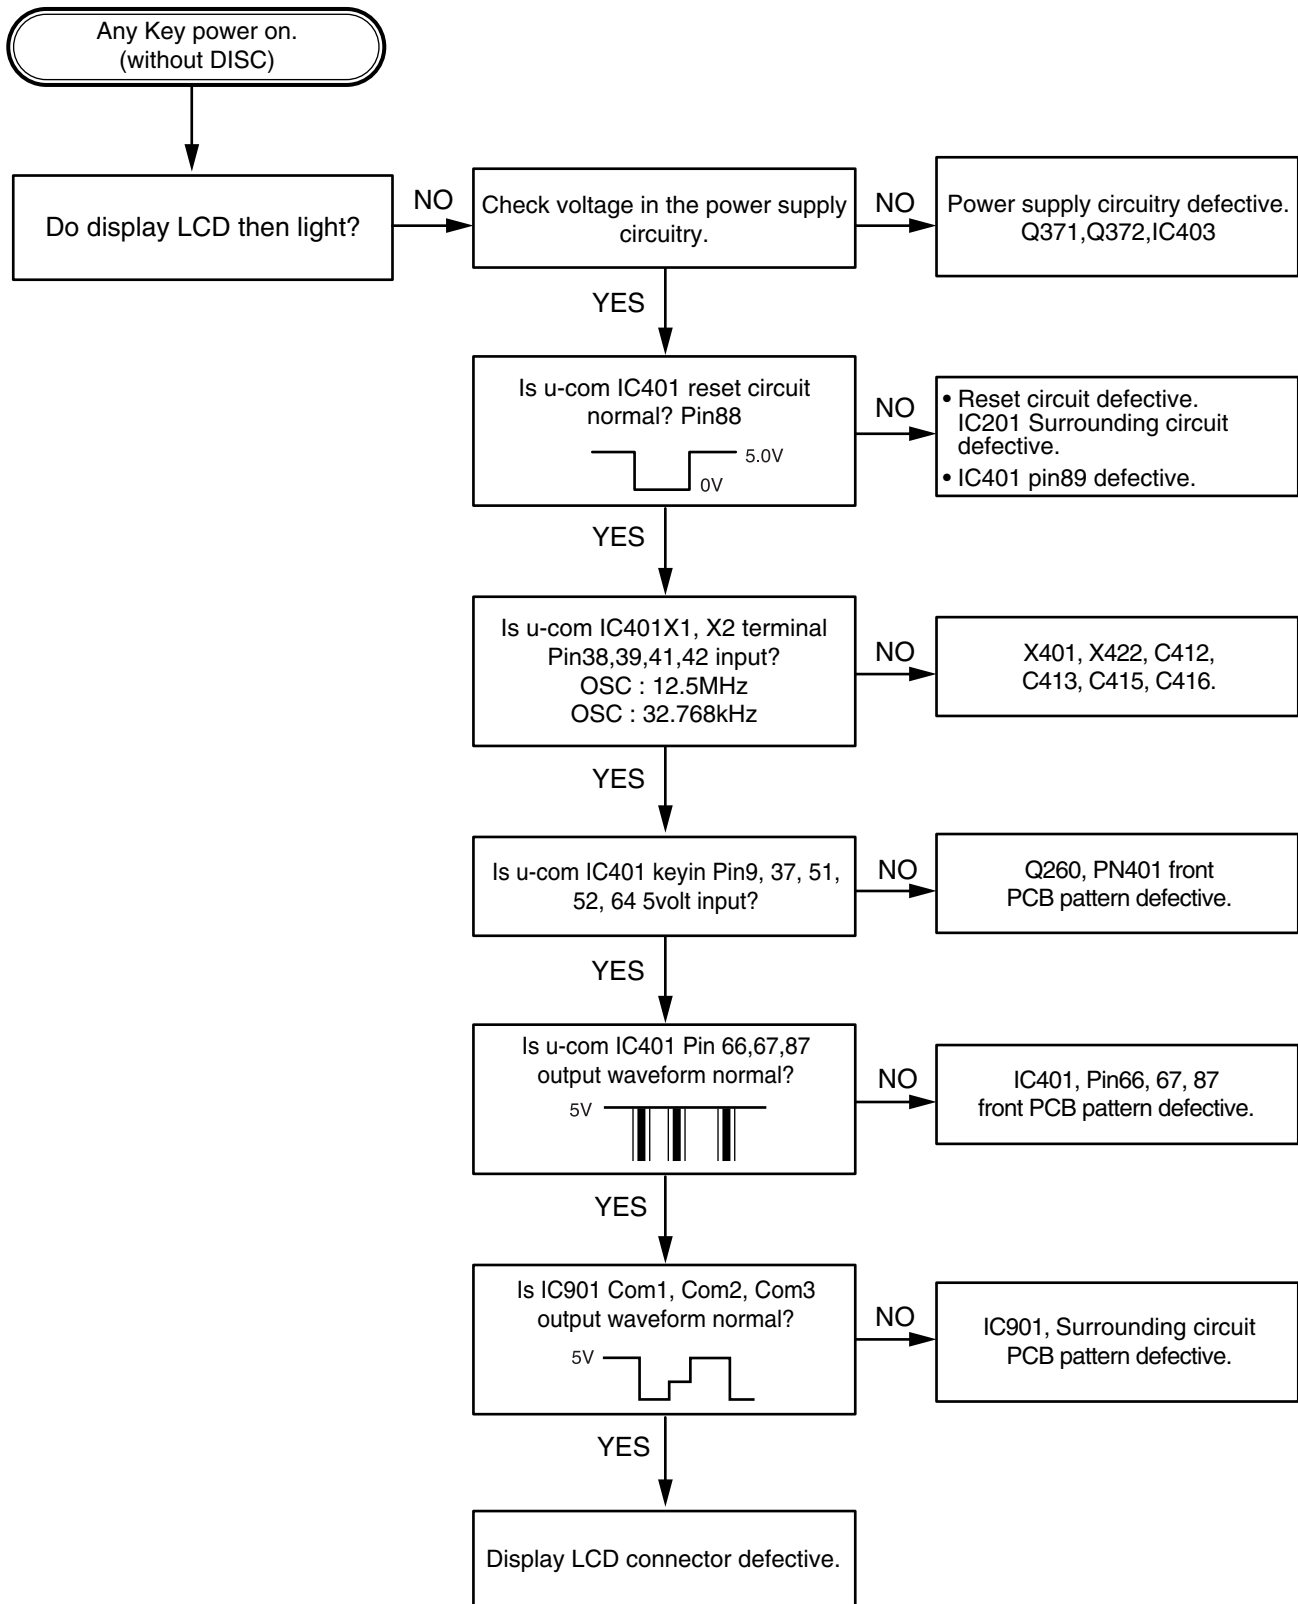 Any Key power on.
(without DISC)
Do display LCD then light?
NO
Check voltage in the power supply
circuitry.
NO
Power supply circuitry defective.
Q371,Q372,IC403
YES
Is u-com IC401 reset circuit
normal? Pin88
5.0V
0V
NO
• Reset circuit defective.
IC201 Surrounding circuit
defective.
• IC401 pin89 defective.
YES
Is u-com IC401X1, X2 terminal
Pin38,39,41,42 input?
OSC : 12.5MHz
OSC : 32.768kHz
NO
X401, X422, C412,
C413, C415, C416.
YES
Is u-com IC401 keyin Pin9, 37, 51,
52, 64 5volt input?
NO
Q260, PN401 front
PCB pattern defective.
YES
Is u-com IC401 Pin 66,67,87
output waveform normal?
5V
NO
IC401, Pin66, 67, 87
front PCB pattern defective.
YES
Is IC901 Com1, Com2, Com3
output waveform normal?
5V
NO
IC901, Surrounding circuit
PCB pattern defective.
YES
Display LCD connector defective.